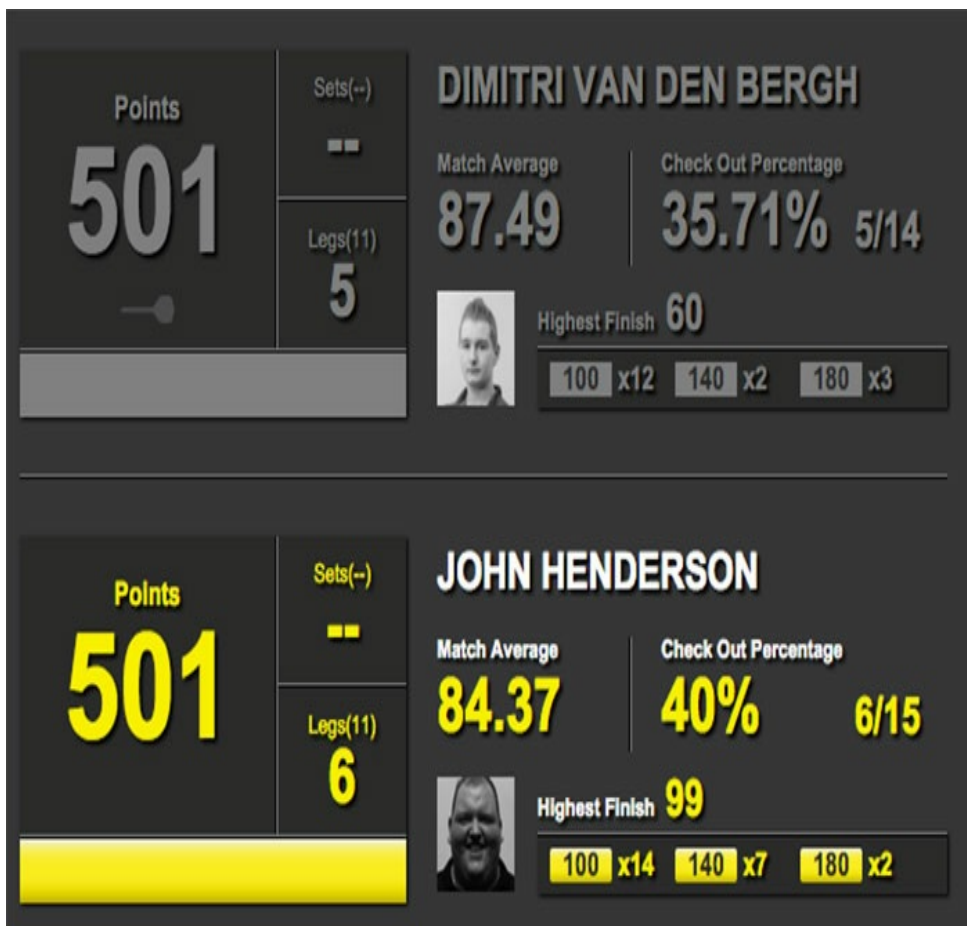 DIMITRI VAN DEN BERGH
Points
501
Sets(--)
--
Legs(11)
5
Match Average
87.49
Check Out Percentage
35.71% 5/14
Highest Finish 60
100 x12 140 x2 180 x3
JOHN HENDERSON
Points
501
Sets(--)
--
Legs(11)
6
Match Average
84.37
Check Out Percentage
40% 6/15
Highest Finish 99
100 x14 140 x7 180 x2